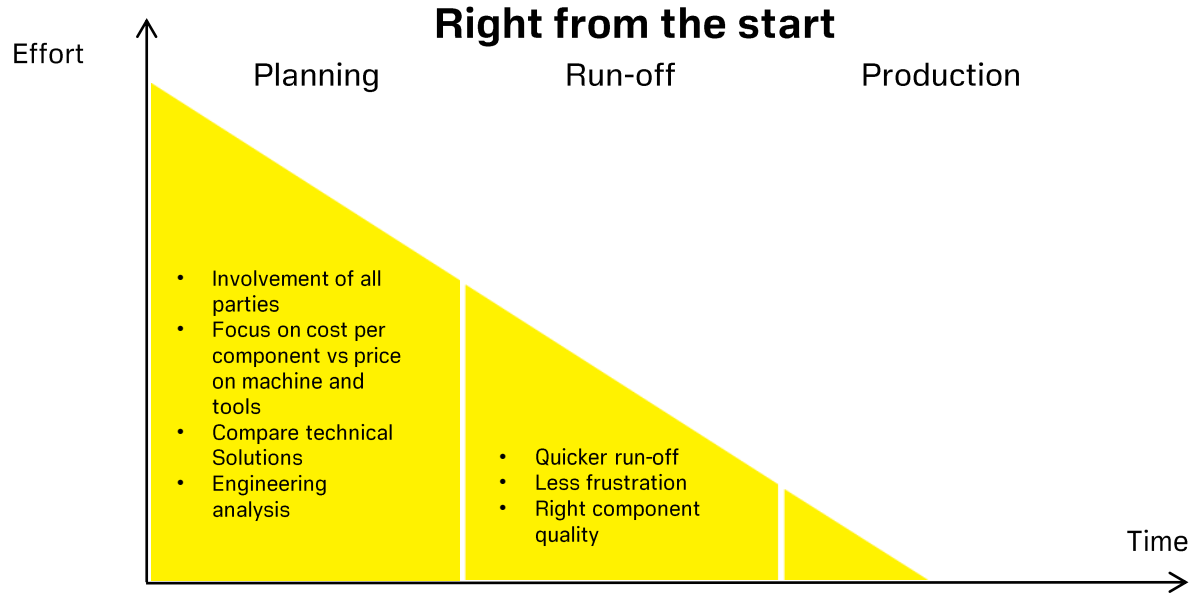 Right from the start
Effort
Planning
Run-off
Production
• Involvement of all
parties
• Focus on cost per
component vs price
on machine and
tools
• Compare technical
Solutions
• Engineering
analysis
• Quicker run-off
• Less frustration
• Right component
quality
Time